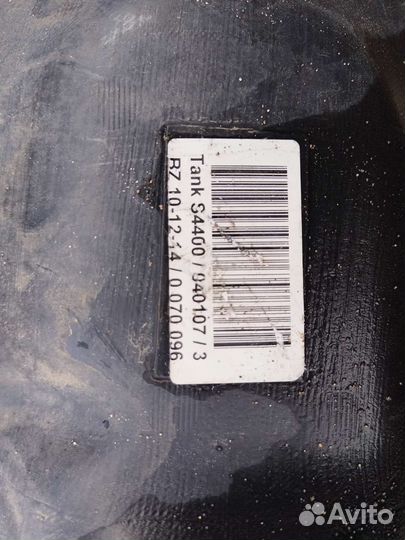 Tank S4400 / 940107 / 3
RZ 10-12-14 / 0 070 096
Avito